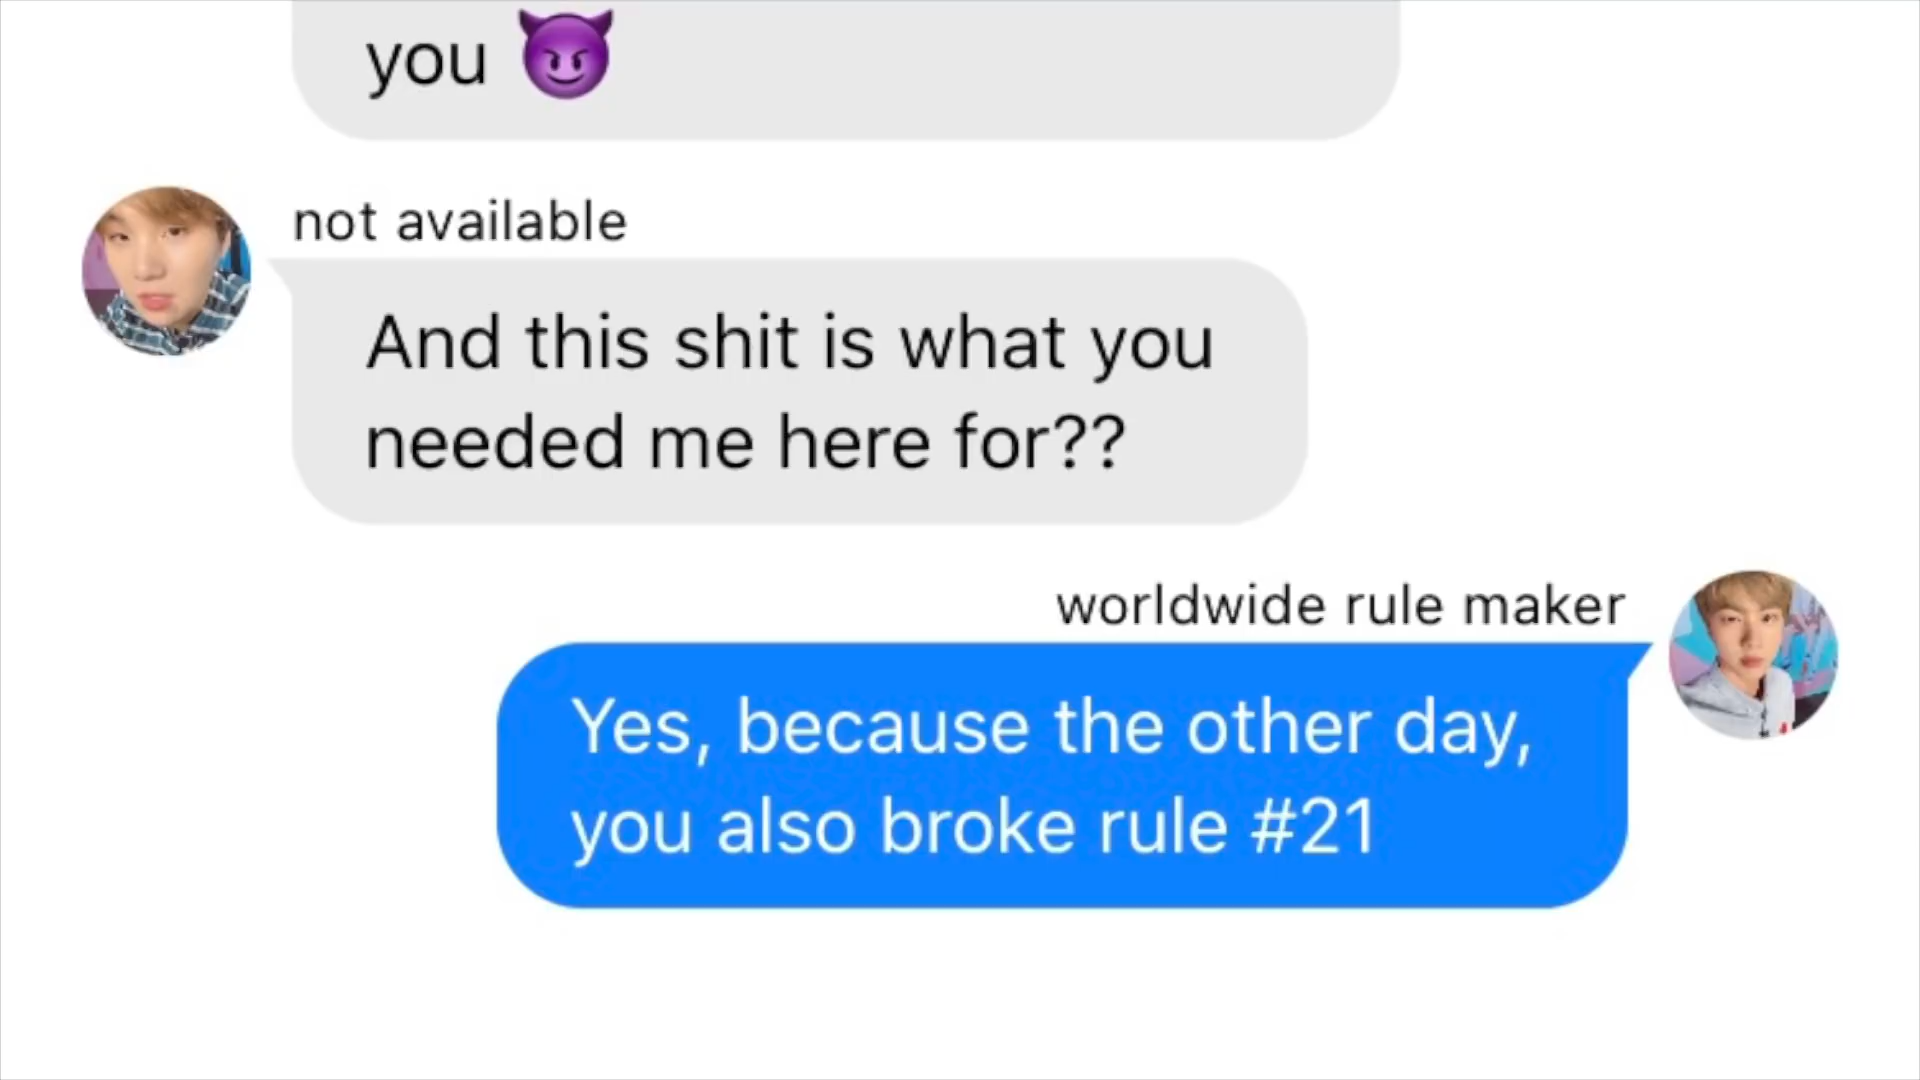 you 😈
not available
And this shit is what you
needed me here for??
worldwide rule maker
Yes, because the other day,
you also broke rule #21